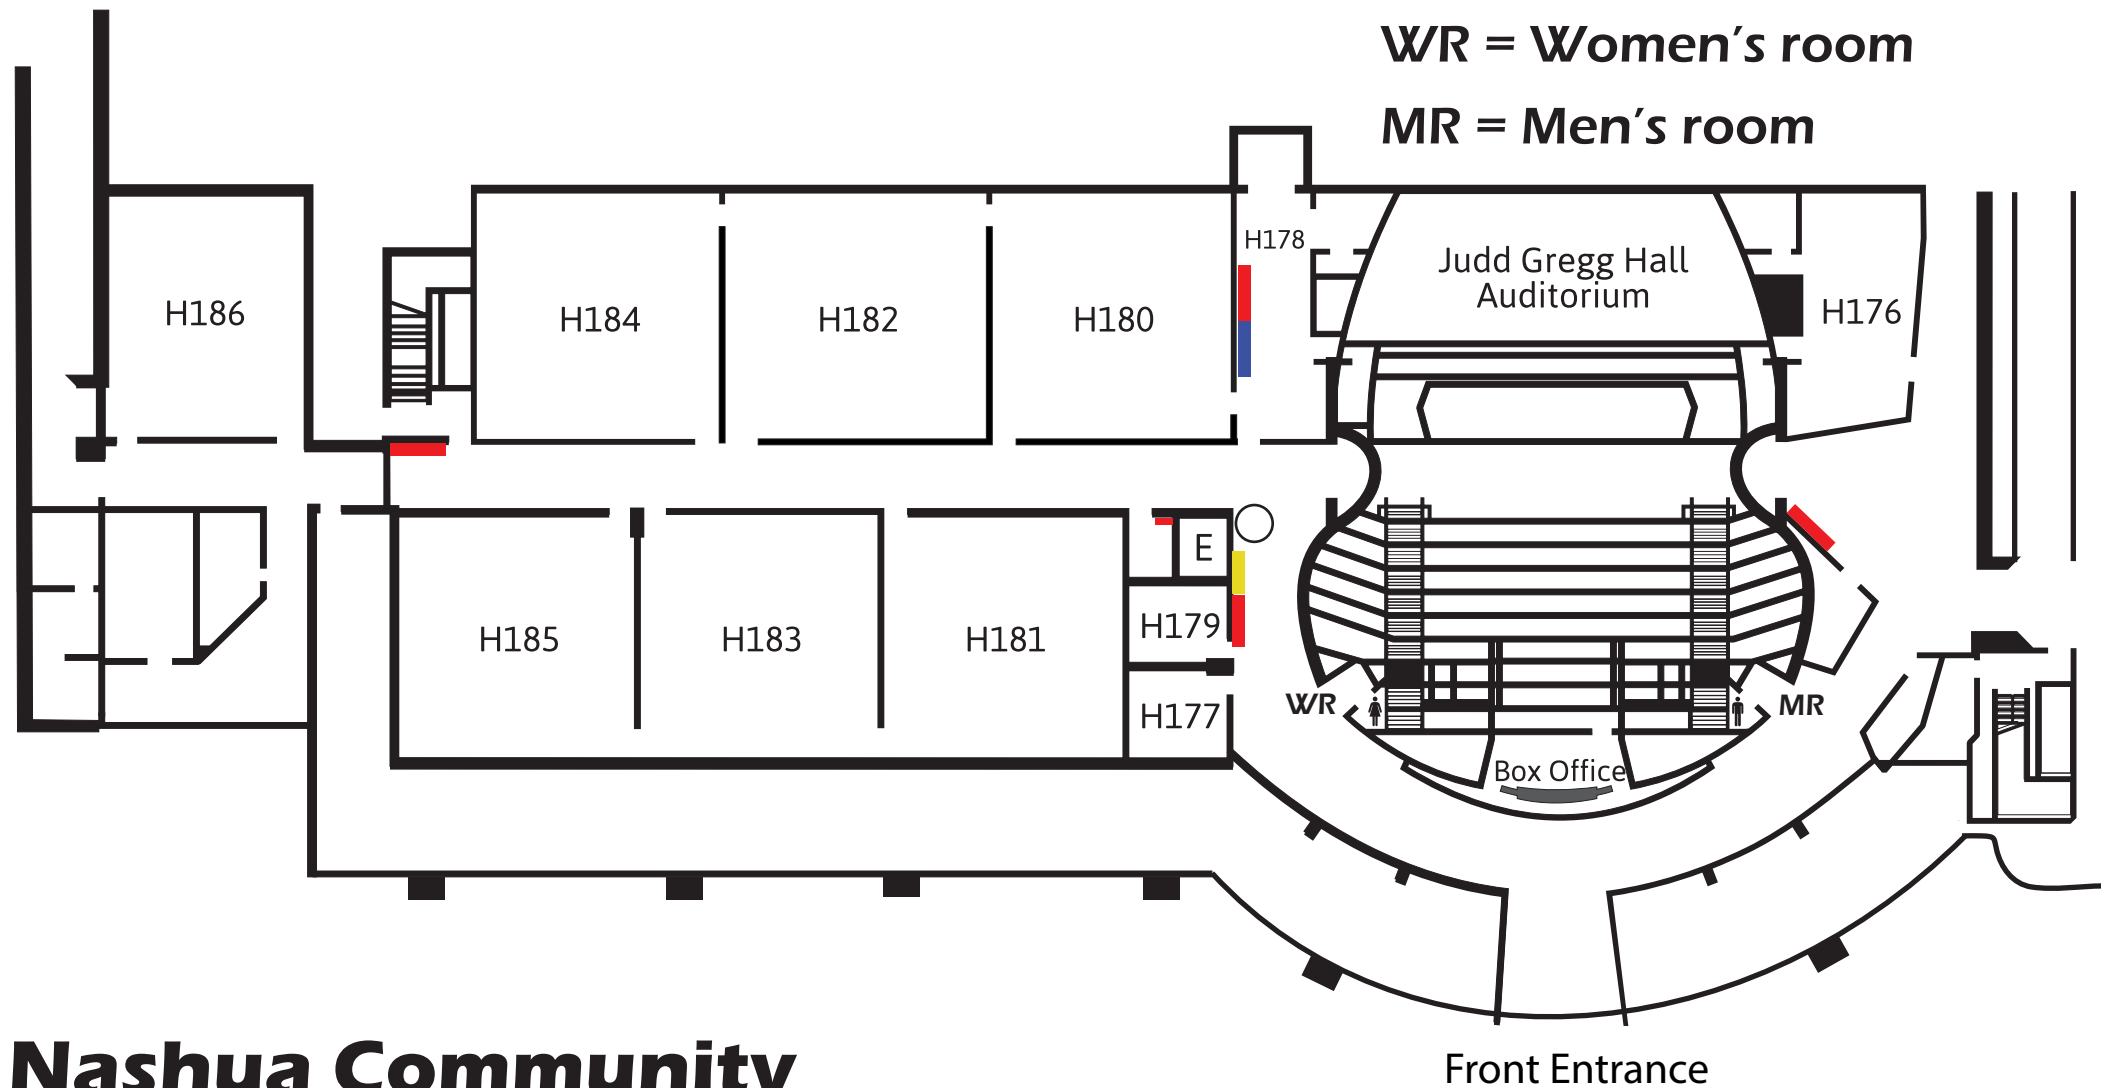 WR = Women's room
MR = Men's room
H178
Judd Gregg Hall
Auditorium
H186
H184
H182
H180
H176
E
H179
H185
H183
H181
WR
MR
H177
Box Office
Nashua Community
Front Entrance